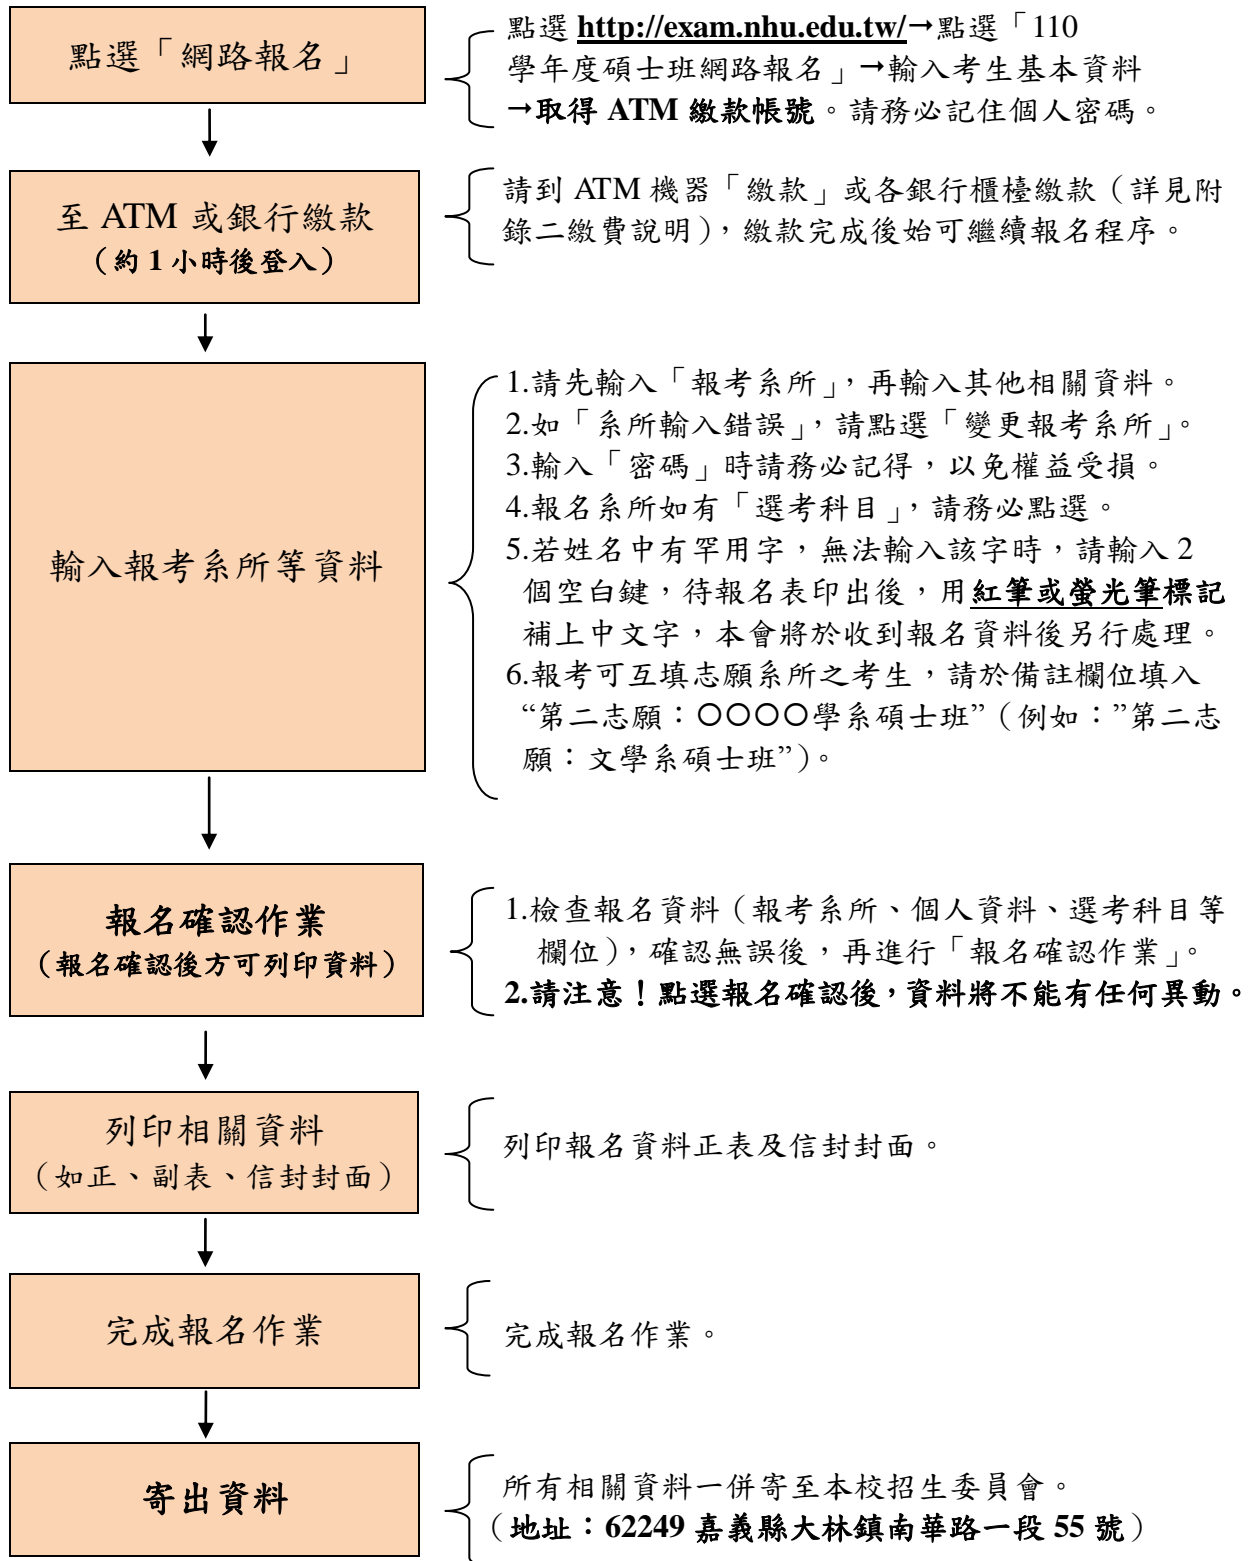 點選「網路報名」
點選 http://exam.nhu.edu.tw/→點選「110
學年度碩士班網路報名」→輸入考生基本資料
→取得 ATM 繳款帳號。請務必記住個人密碼。
至 ATM 或銀行繳款
（約 1 小時後登入）
請到 ATM 機器「繳款」或各銀行櫃檯繳款（詳見附
錄二繳費說明），繳款完成後始可繼續報名程序。
輸入報考系所等資料
1.請先輸入「報考系所」，再輸入其他相關資料。
2.如「系所輸入錯誤」，請點選「變更報考系所」。
3.輸入「密碼」時請務必記得，以免權益受損。
4.報名系所如有「選考科目」，請務必點選。
5.若姓名中有罕用字，無法輸入該字時，請輸入 2
個空白鍵，待報名表印出後，用紅筆或螢光筆標記
補上中文字，本會將於收到報名資料後另行處理。
6.報考可互填志願系所之考生，請於備註欄位填入
“第二志願：○○○○學系碩士班”（例如：”第二志
願：文學系碩士班”）。
報名確認作業
（報名確認後方可列印資料）
1.檢查報名資料（報考系所、個人資料、選考科目等
欄位），確認無誤後，再進行「報名確認作業」。
2.請注意！點選報名確認後，資料將不能有任何異動。
列印相關資料
（如正、副表、信封封面）
列印報名資料正表及信封封面。
完成報名作業
完成報名作業。
寄出資料
所有相關資料一併寄至本校招生委員會。
（地址：62249 嘉義縣大林鎮南華路一段 55 號）